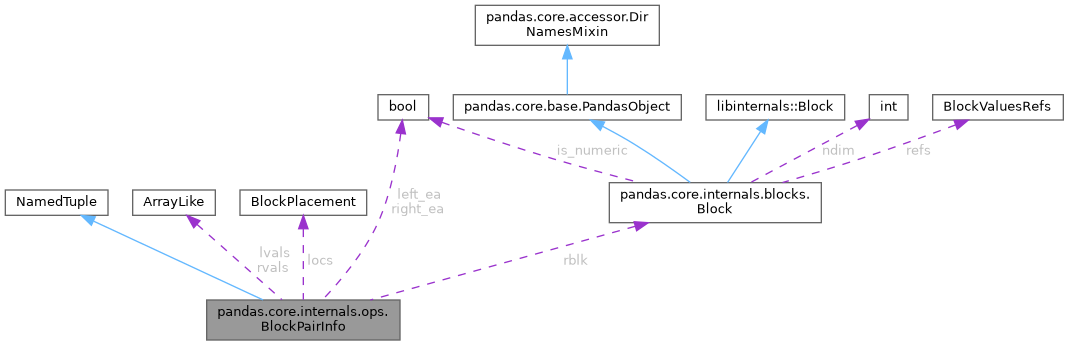 pandas.core.accessor.Dir
NamesMixin
bool
pandas.core.base.PandasObject
libinternals::Block
int
BlockValuesRefs
is_numeric
ndim
refs
NamedTuple
ArrayLike
BlockPlacement
left_ea
right_ea
pandas.core.internals.blocks.
Block
lvals
rvals
locs
rblk
pandas.core.internals.ops.
BlockPairInfo